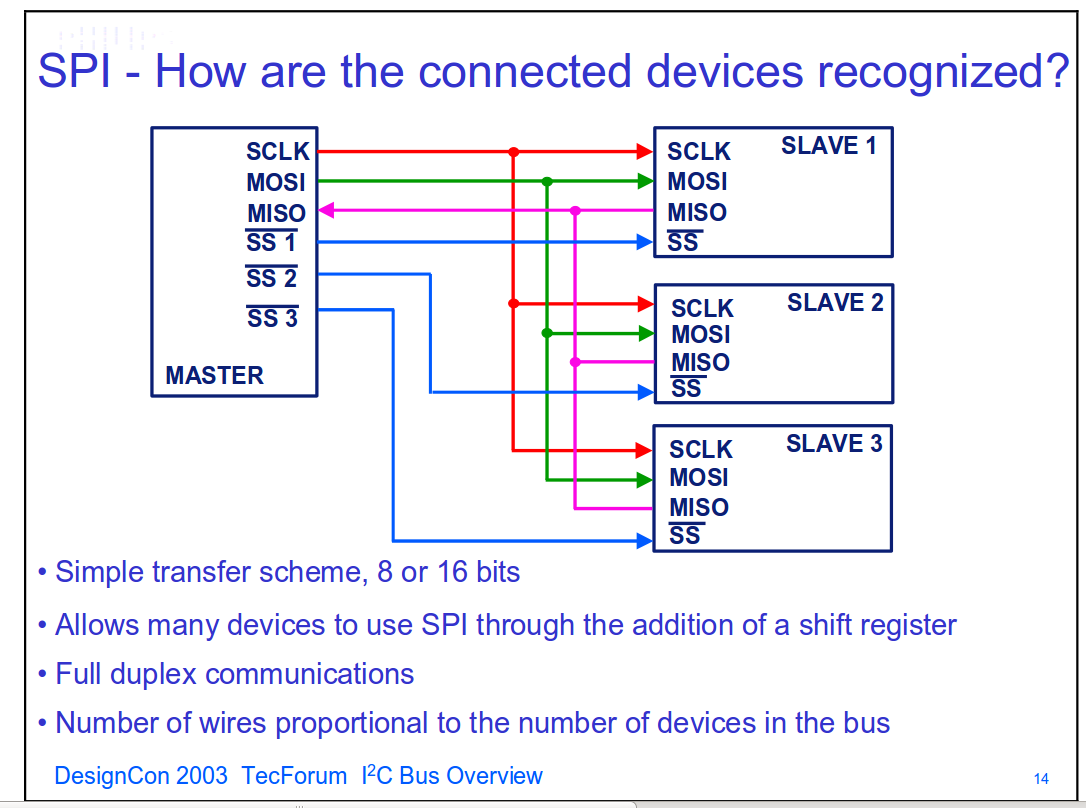 SPI - How are the connected devices recognized?
SCLK
MOSI
MISO
SS 1
SS 2
SS 3
MASTER
SLAVE 1
SCLK
MOSI
MISO
SS
SLAVE 2
SCLK
MOSI
MISO
SS
SLAVE 3
SCLK
MOSI
MISO
SS
• Simple transfer scheme, 8 or 16 bits
• Allows many devices to use SPI through the addition of a shift register
• Full duplex communications
• Number of wires proportional to the number of devices in the bus
DesignCon 2003 TecForum I²C Bus Overview
14